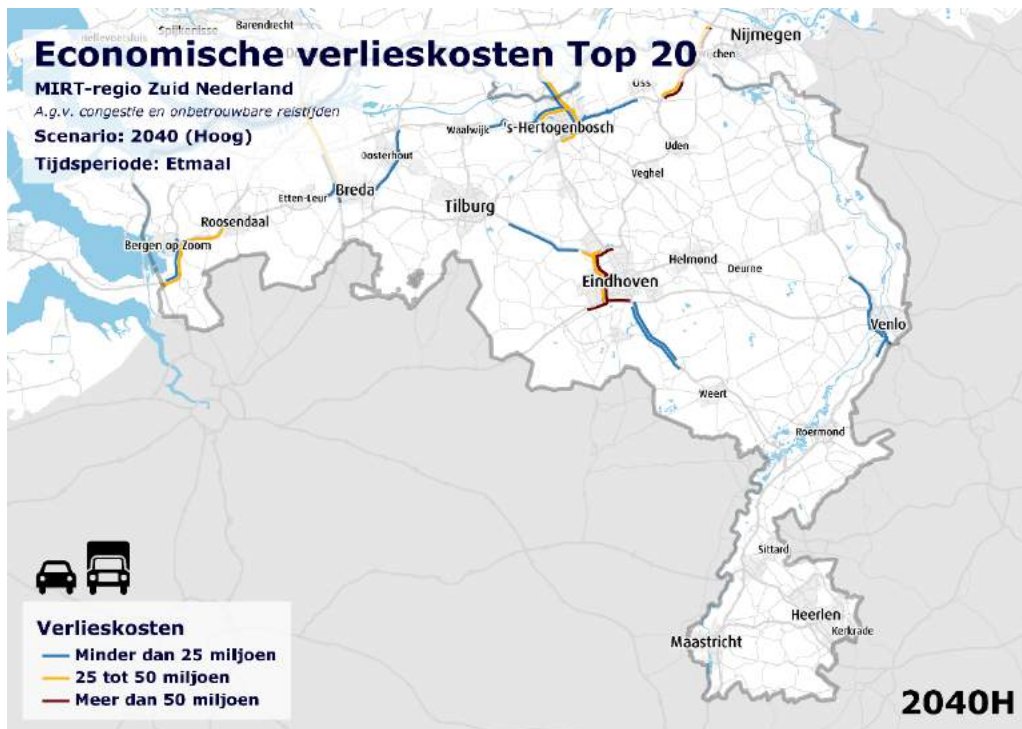 Spijkenisse
Barendrecht
Nijmegen
Economische verlieskosten Top 20
MIRT-regio Zuid Nederland
A.g.v. congestie en onbetrouwbare reistijden
Scenario: 2040 (Hoog)
Tijdsperiode: Etmaal
Oss
Waalwijk
's-Hertogenbosch
Uden
Oosterhout
Veghel
Etten-Leur
Breda
Tilburg
Roosendaal
Bergen op Zoom
Helmond
Deurne
Eindhoven
Venlo
Weert
Roermond
Sittard
Heerlen
Kerkrade
Maastricht
Verlieskosten
Minder dan 25 miljoen
25 tot 50 miljoen
Meer dan 50 miljoen
2040H